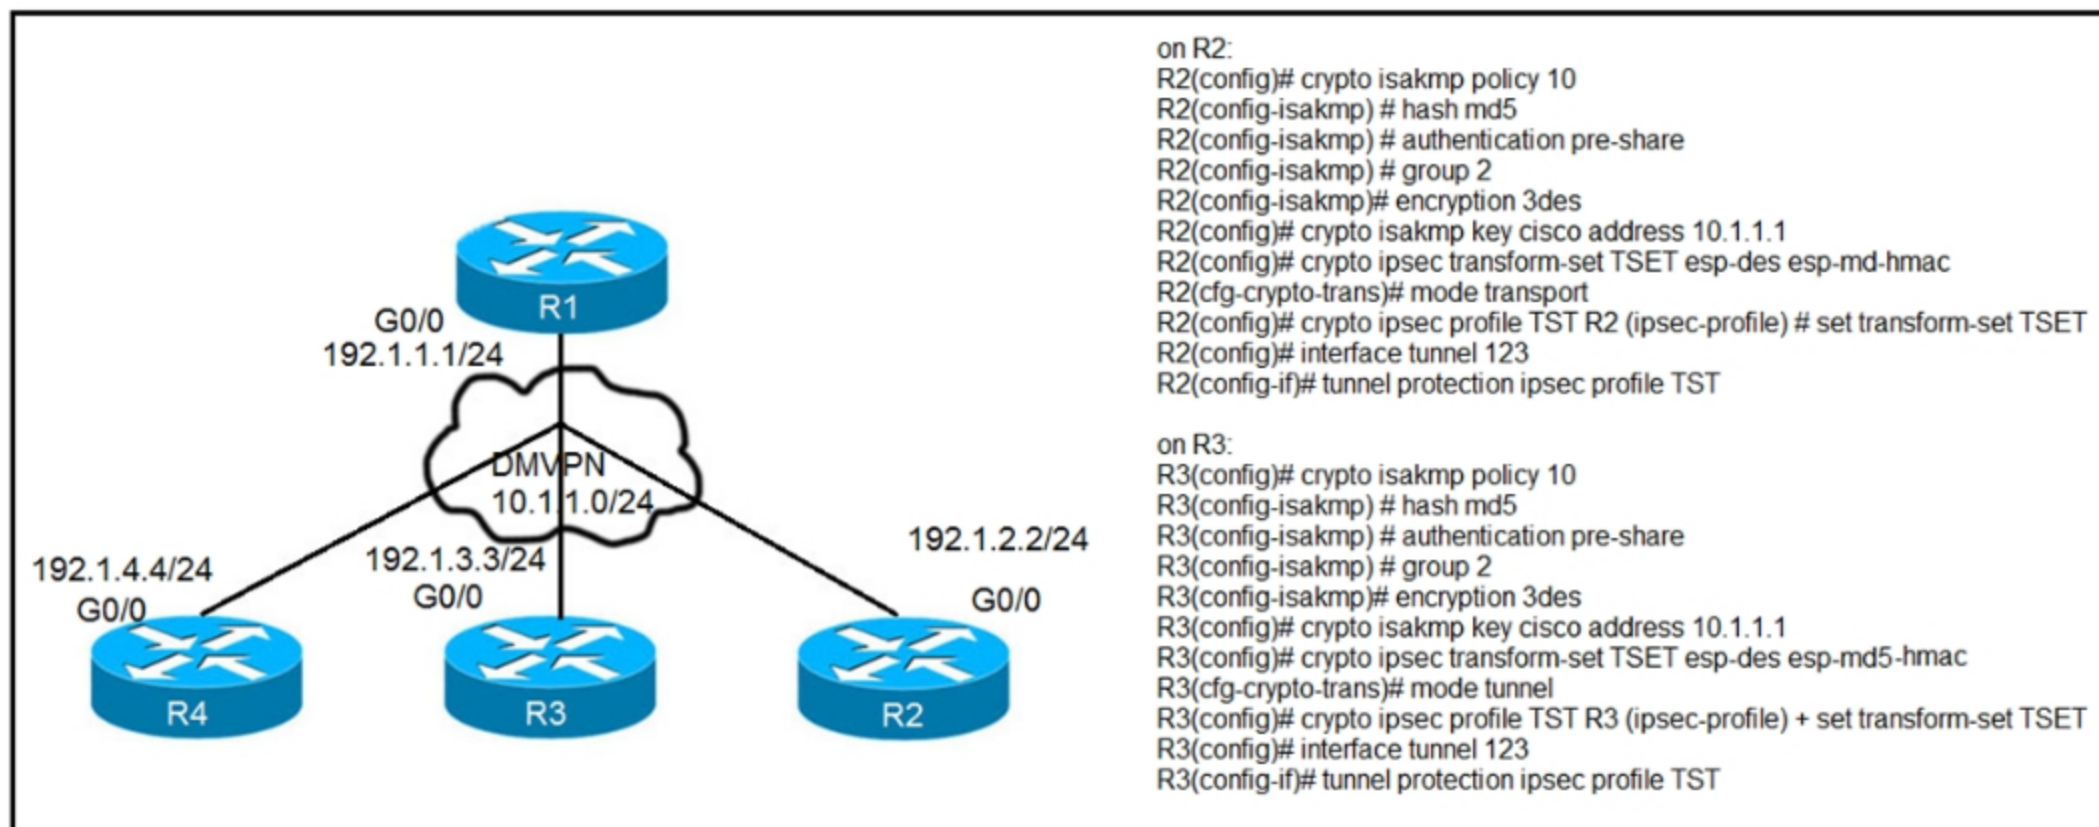 R1
G0/0
192.1.1.1/24
DMVPN
10.1.1.0/24
192.1.4.4/24
G0/0
192.1.3.3/24
G0/0
192.1.2.2/24
G0/0
R4
R3
R2
on R2:
R2(config)# crypto isakmp policy 10
R2(config-isakmp) # hash md5
R2(config-isakmp) # authentication pre-share
R2(config-isakmp) # group 2
R2(config-isakmp)# encryption 3des
R2(config)# crypto isakmp key cisco address 10.1.1.1
R2(config)# crypto ipsec transform-set TSET esp-des esp-md-hmac
R2(cfg-crypto-trans)# mode transport
R2(config)# crypto ipsec profile TST R2 (ipsec-profile) # set transform-set TSET
R2(config)# interface tunnel 123
R2(config-if)# tunnel protection ipsec profile TST
on R3:
R3(config)# crypto isakmp policy 10
R3(config-isakmp) # hash md5
R3(config-isakmp) # authentication pre-share
R3(config-isakmp) # group 2
R3(config-isakmp)# encryption 3des
R3(config)# crypto isakmp key cisco address 10.1.1.1
R3(config)# crypto ipsec transform-set TSET esp-des esp-md5-hmac
R3(cfg-crypto-trans)# mode tunnel
R3(config)# crypto ipsec profile TST R3 (ipsec-profile) + set transform-set TSET
R3(config)# interface tunnel 123
R3(config-if)# tunnel protection ipsec profile TST